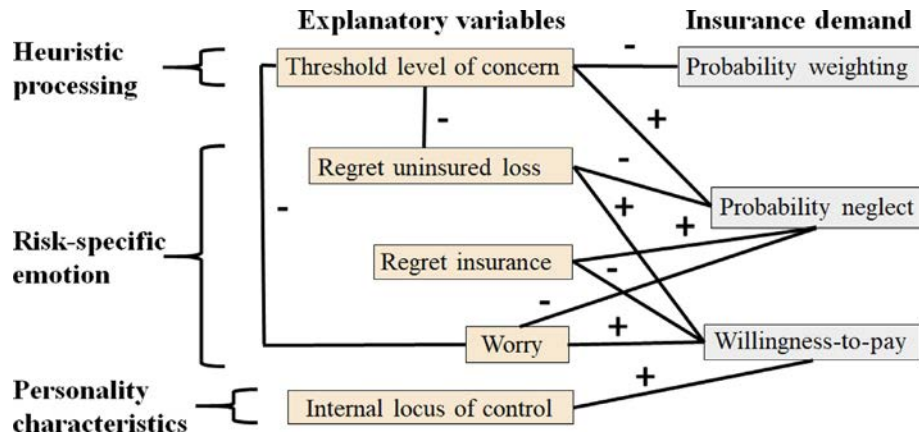 Explanatory variables
Insurance demand
Heuristic
processing
Threshold level of concern
-
Probability weighting
-
+
Regret uninsured loss
-
Probability neglect
+
+
-
Risk-specific
emotion
Regret insurance
-
-
Worry
+
Willingness-to-pay
Personality
characteristics
+
Internal locus of control